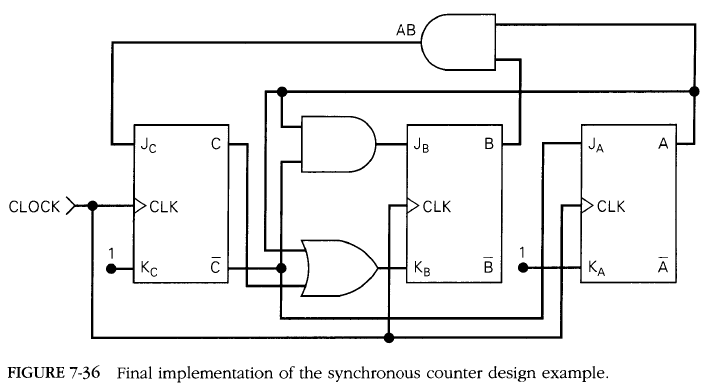 AB
J_C C
J_B B
J_A A
CLOCK CLK
CLK
CLK
1
K_C C̅
K_B B̅
1
K_A A̅
FIGURE 7-36 Final implementation of the synchronous counter design example.